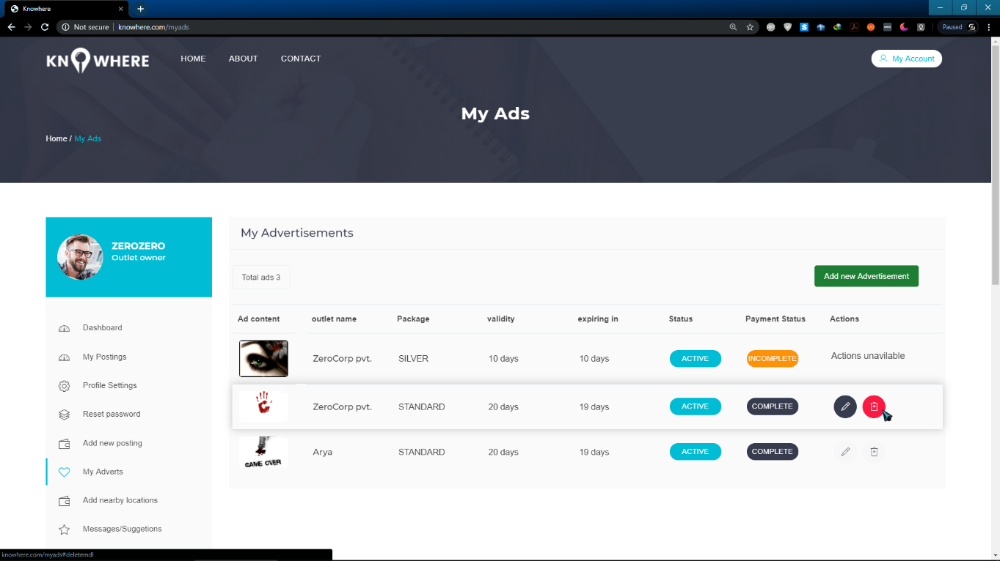 Knowhere
Not secure | knowhere.com/myads
Paused
KNOWHERE HOME ABOUT CONTACT My Account
My Ads
Home / My Ads
ZEROZERO
Outlet owner
Dashboard
My Postings
Profile Settings
Reset password
Add new posting
My Adverts
Add nearby locations
Messages/Suggetions
My Advertisements
Total ads 3 Add new Advertisement
Ad content outlet name Package validity expiring in Status Payment Status Actions
ZeroCorp pvt. SILVER 10 days 10 days ACTIVE INCOMPLETE Actions unavilable
ZeroCorp pvt. STANDARD 20 days 19 days ACTIVE COMPLETE
GAME OVER Arya STANDARD 20 days 19 days ACTIVE COMPLETE
knowhere.com/myads#deletemdl